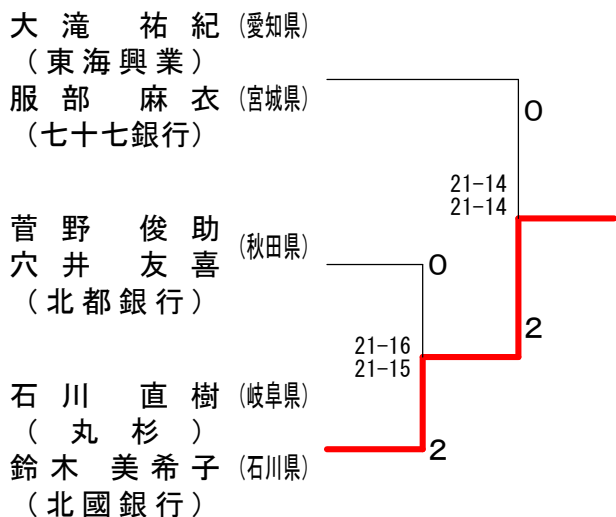 大滝 祐紀 (愛知県)
(東海興業)
服部 麻衣 (宮城県)
(七十七銀行)
0
21-14
21-14
菅野 俊助
穴井 友喜
(秋田県)
(北都銀行)
0
2
21-16
21-15
石川 直樹 (岐阜県)
(丸杉)
2
鈴木 美希子 (石川県)
(北國銀行)